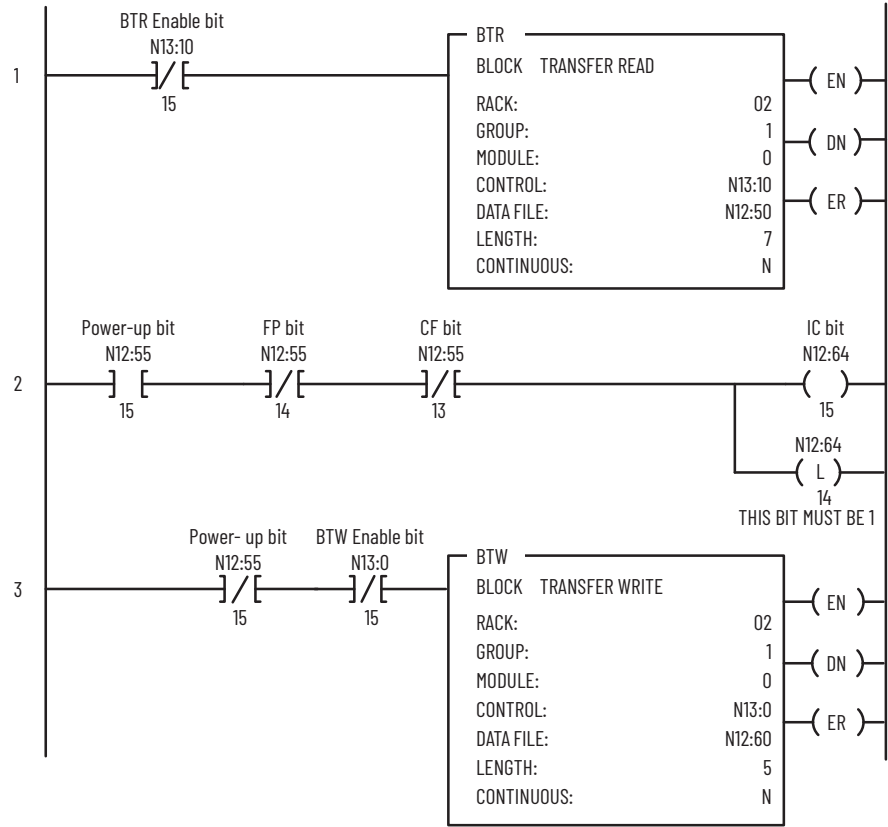 BTR Enable bit
N13:10
15
1
BTR
BLOCK TRANSFER READ
RACK: 02
GROUP: 1
MODULE: 0
CONTROL: N13:10
DATA FILE: N12:50
LENGTH: 7
CONTINUOUS: N
EN
DN
ER
2
Power-up bit FP bit CF bit IC bit
N12:55 N12:55 N12:55 N12:64
15 14 13 15
N12:64
L
14
THIS BIT MUST BE 1
3
Power- up bit BTW Enable bit
N12:55 N13:0
15 15
BTW
BLOCK TRANSFER WRITE
RACK: 02
GROUP: 1
MODULE: 0
CONTROL: N13:0
DATA FILE: N12:60
LENGTH: 5
CONTINUOUS: N
EN
DN
ER